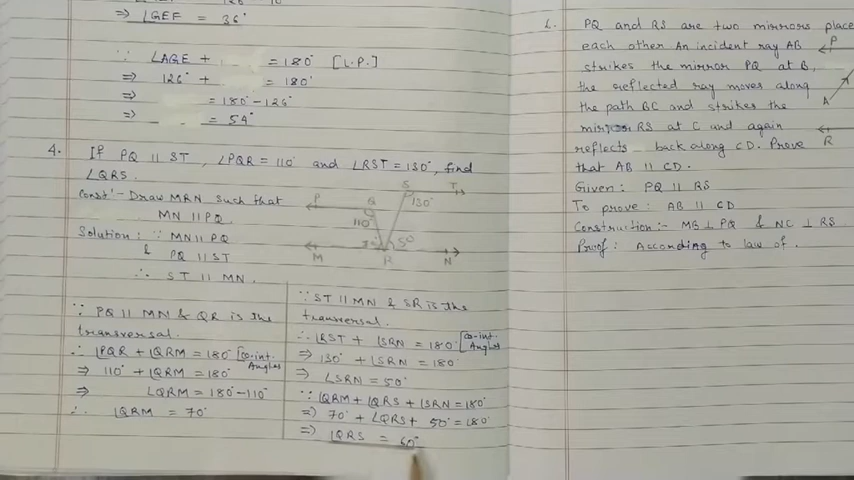 ⇒ ∠GEF = 36°
∵ ∠AGE + = 180° [L.P.]
⇒ 126° + = 180°
⇒ = 180° - 126°
⇒ = 54°
4. If PQ || ST, ∠PQR = 110° and ∠RST = 130°, find
∠QRS.
Const':- Draw MRN such that
MN || PQ
Solution: ∵ MN || PQ
& PQ || ST
∴ ST || MN.
P
Q
S
T
130°
110°
50°
M
R
N
∵ PQ || MN & QR is the
transversal.
∴ ∠PQR + ∠QRM = 180° [co-int. Angles
⇒ 110° + ∠QRM = 180°
⇒ ∠QRM = 180° - 110°
∴ ∠QRM = 70°
∵ ST || MN & SR is the
tranversal.
∴ ∠RST + ∠SRN = 180° [co-int. Angles
⇒ 130° + ∠SRN = 180°
⇒ ∠SRN = 50°
∵ ∠QRM + ∠QRS + ∠SRN = 180°
⇒ 70° + ∠QRS + 50° = 180°
⇒ ∠QRS = 60°
6. PQ and RS are two mirrors place
each other An incident ray AB
strikes the mirror PQ at B,
the reflected ray moves along
the path BC and strikes the
mirror RS at C and again
reflects back along CD. Prove
that AB || CD.
Given: PQ || RS
To prove: AB || CD
Construction:- MB ⊥ PQ & NC ⊥ RS
Proof: According to law of.
P
A
R